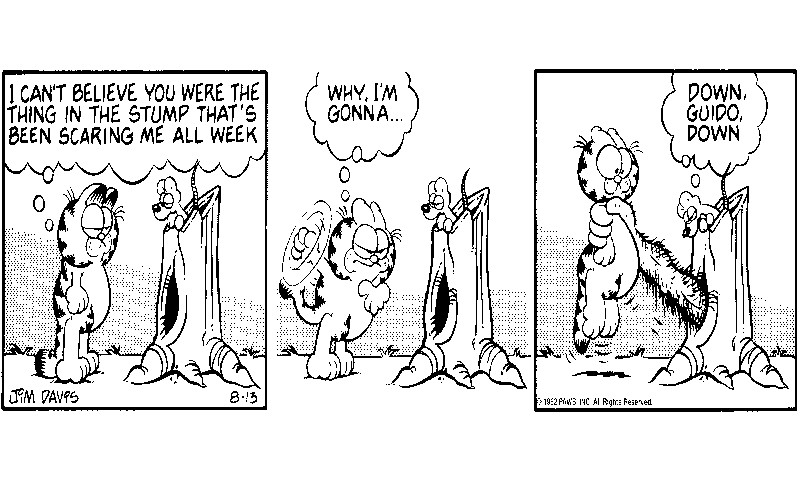 I CAN'T BELIEVE YOU WERE THE
THING IN THE STUMP THAT'S
BEEN SCARING ME ALL WEEK
JIM DAVIS
8-13
WHY, I'M
GONNA...
DOWN,
GUIDO,
DOWN
© 1982 PAWS, INC. All Rights Reserved.